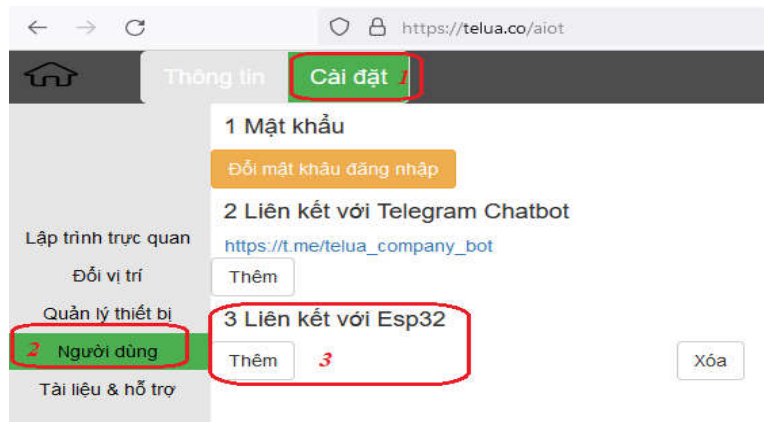 https://telua.co/aiot
Thông tin
Cài đặt 1
1 Mật khẩu
Đổi mật khẩu đăng nhập
2 Liên kết với Telegram Chatbot
Lập trình trực quan
https://t.me/telua_company_bot
Đổi vị trí
Thêm
Quản lý thiết bị
3 Liên kết với Esp32
2 Người dùng
Thêm 3
Xóa
Tài liệu & hỗ trợ